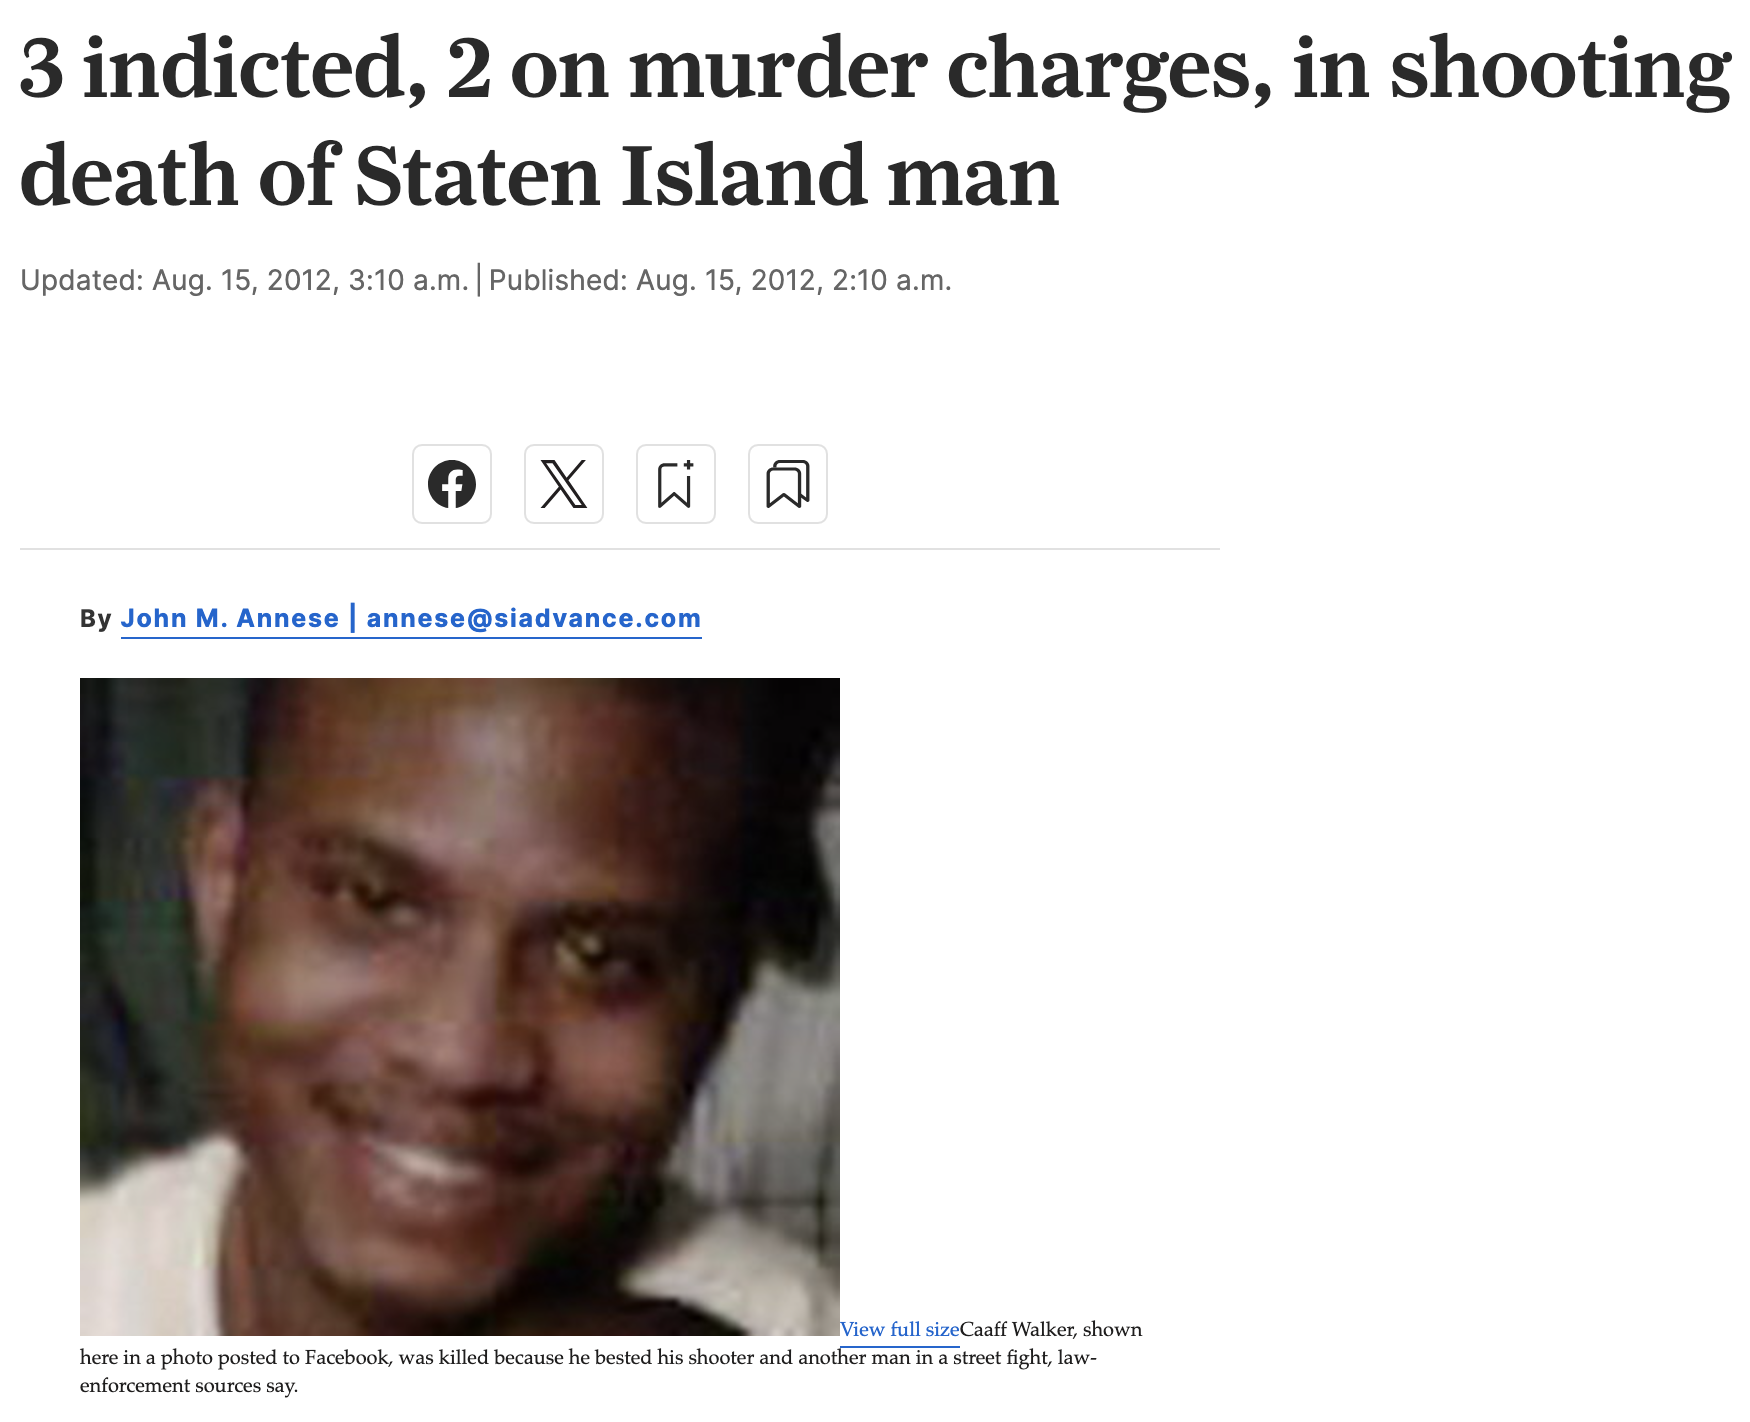 3 indicted, 2 on murder charges, in shooting
death of Staten Island man
Updated: Aug. 15, 2012, 3:10 a.m. | Published: Aug. 15, 2012, 2:10 a.m.
By John M. Annese | annese@siadvance.com
View full sizeCaaff Walker, shown
here in a photo posted to Facebook, was killed because he bested his shooter and another man in a street fight, law-
enforcement sources say.